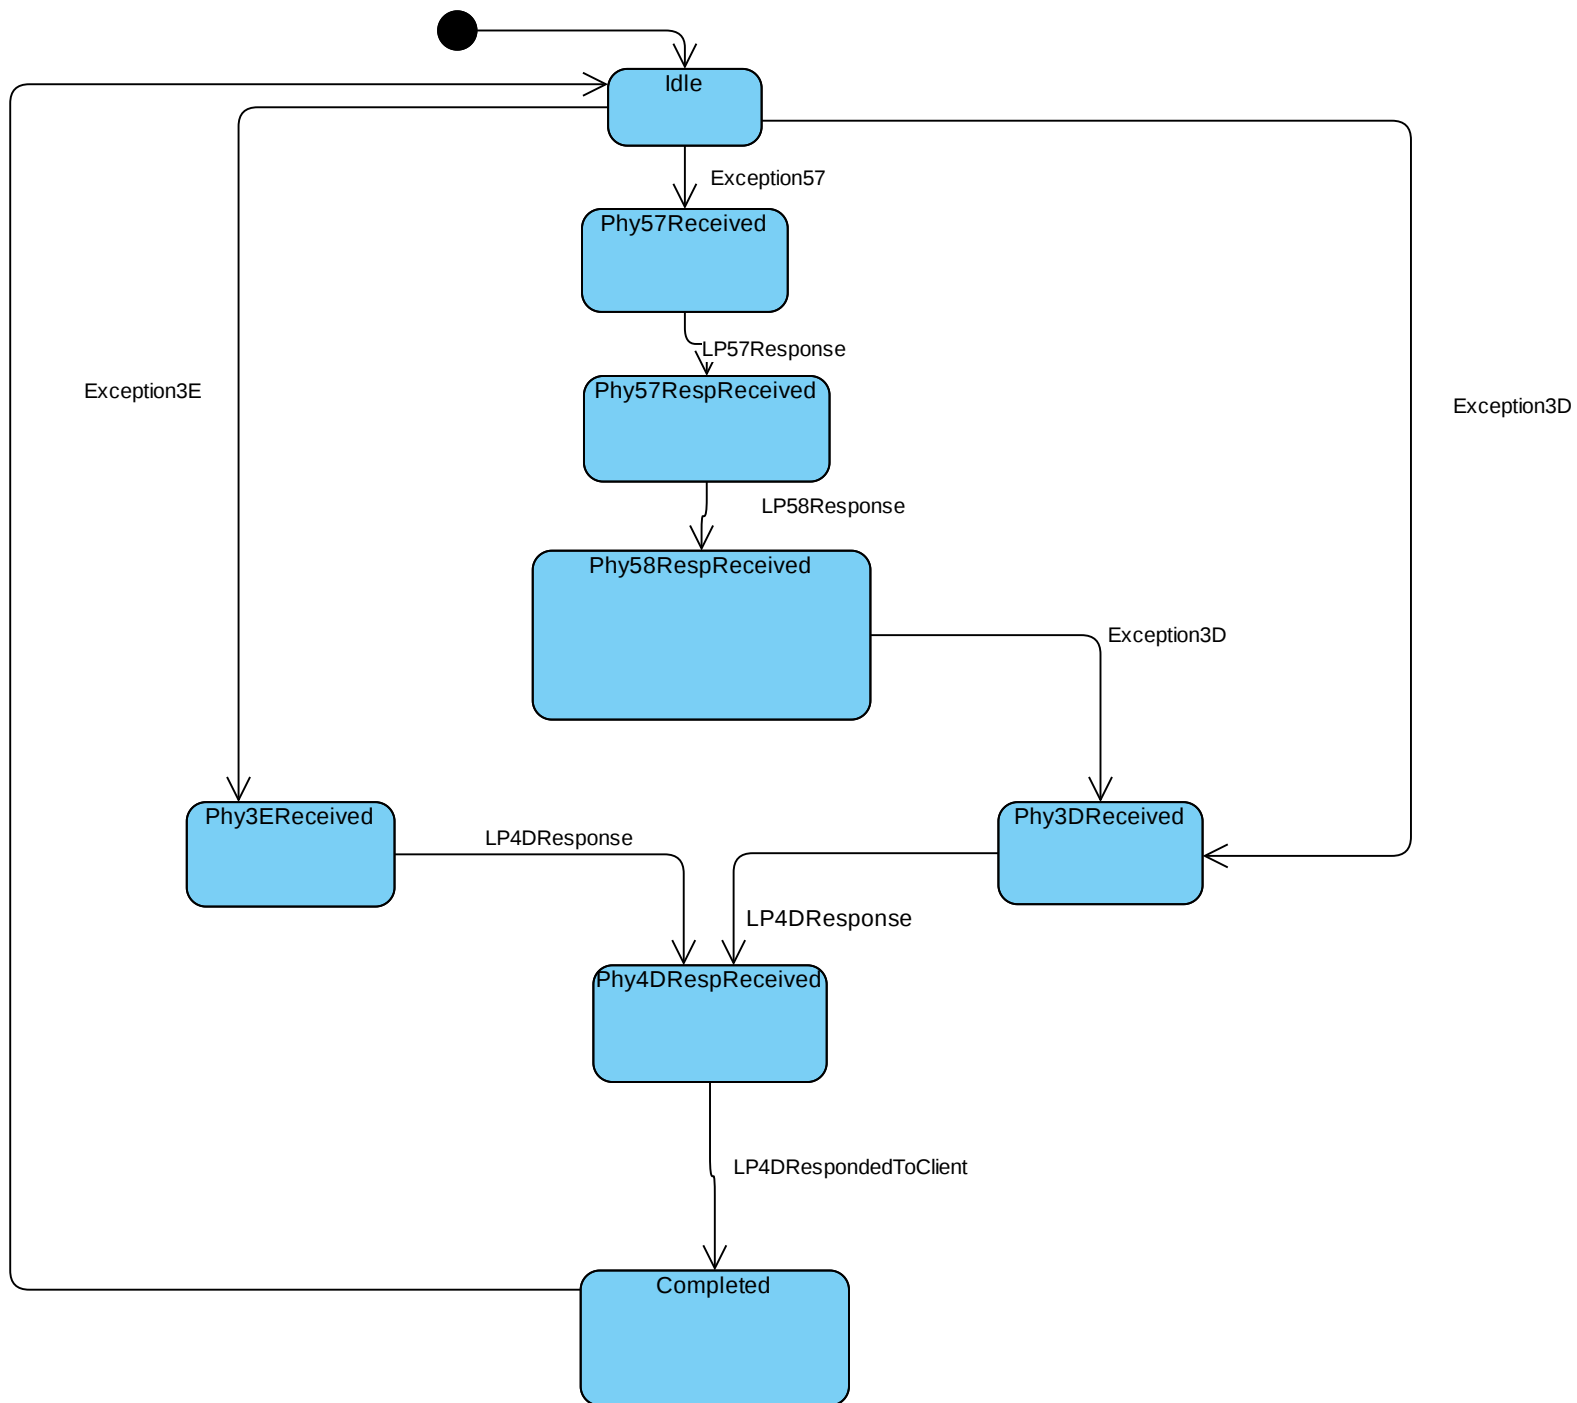 Idle
Exception57
Phy57Received
LP57Response
Phy57RespReceived
Exception3E
Exception3D
LP58Response
Phy58RespReceived
Exception3D
Phy3EReceived
Phy3DReceived
LP4DResponse
LP4DResponse
Phy4DRespReceived
LP4DRespondedToClient
Completed